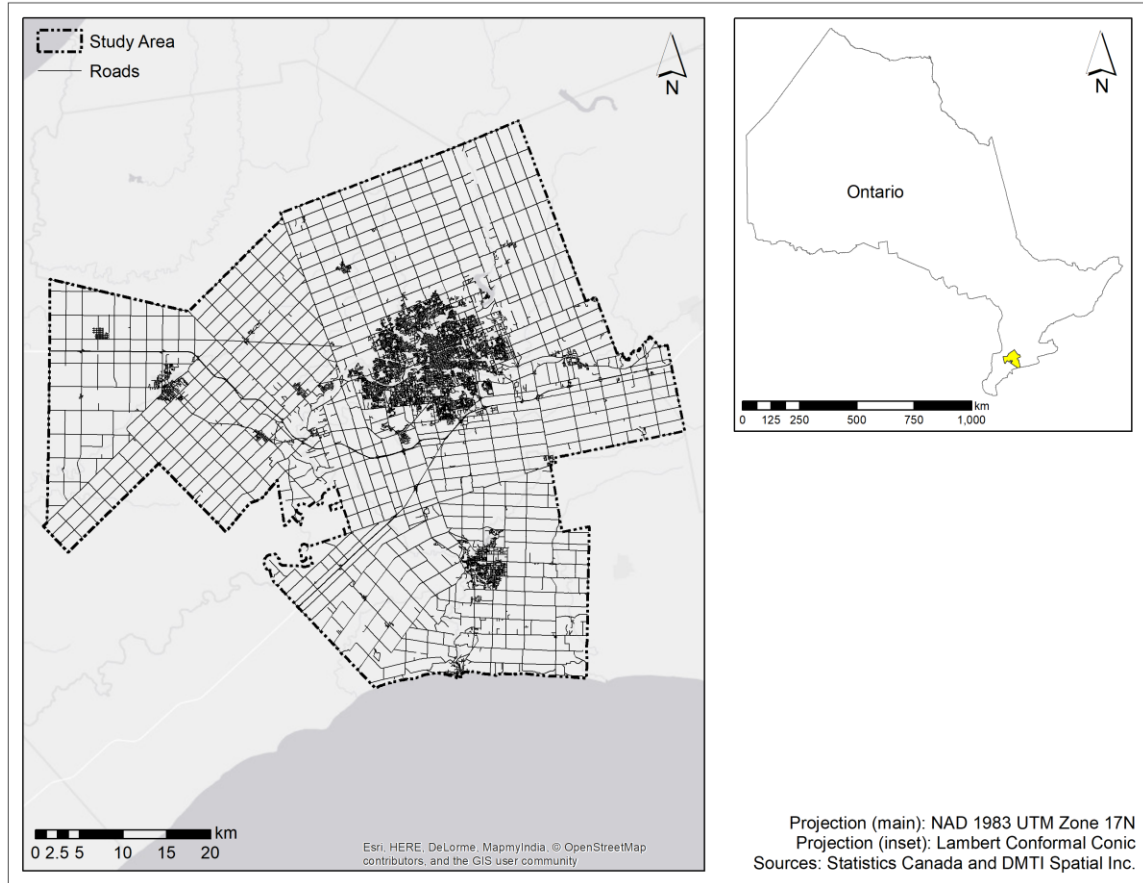 Study Area
Roads
N
km
0 2.5 5 10 15 20
Esri, HERE, DeLorme, MapmyIndia, © OpenStreetMap
contributors, and the GIS user community
N
Ontario
km
0 125 250 500 750 1,000
Projection (main): NAD 1983 UTM Zone 17N
Projection (inset): Lambert Conformal Conic
Sources: Statistics Canada and DMTI Spatial Inc.